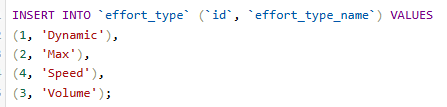 INSERT INTO `effort_type` (`id`, `effort_type_name`) VALUES
(1, 'Dynamic'),
(2, 'Max'),
(4, 'Speed'),
(3, 'Volume');